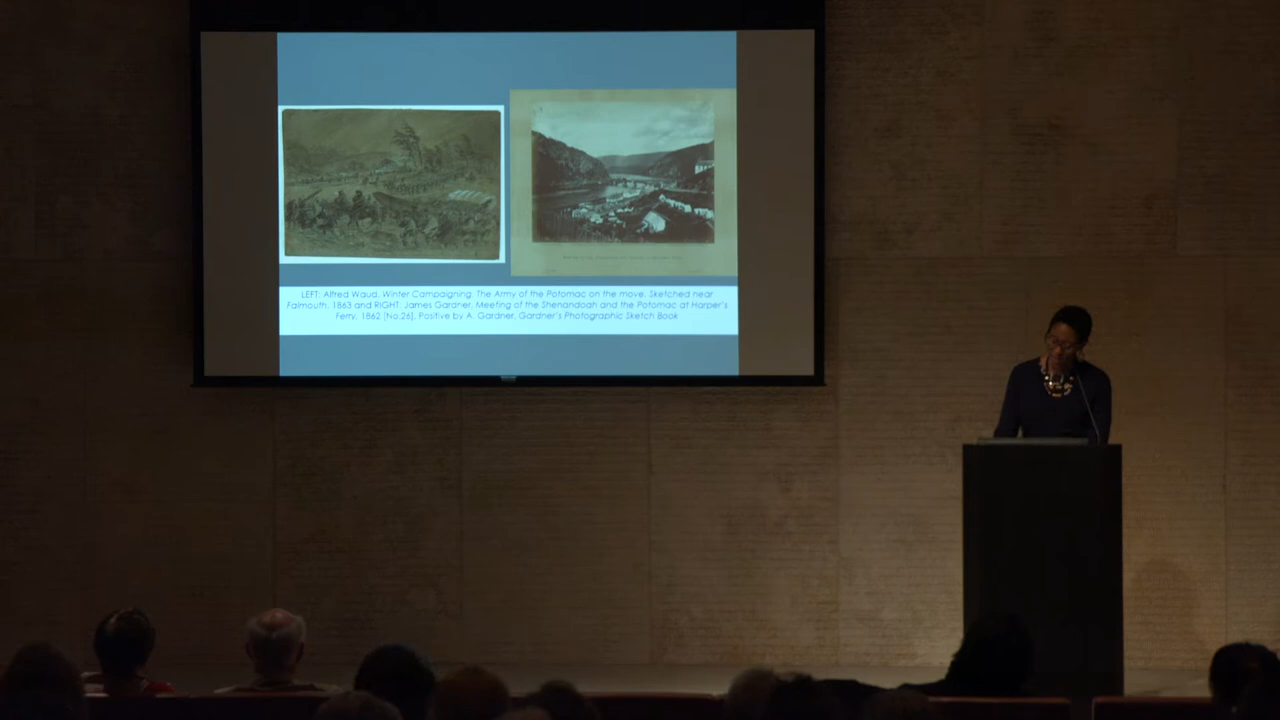 LEFT: Alfred Waud, Winter Campaigning. The Army of the Potomac on the move. Sketched near
Falmouth, 1863 and RIGHT: James Gardner, Meeting of the Shenandoah and the Potomac at Harper's
Ferry, 1862 [No.26], Positive by A. Gardner, Gardner's Photographic Sketch Book